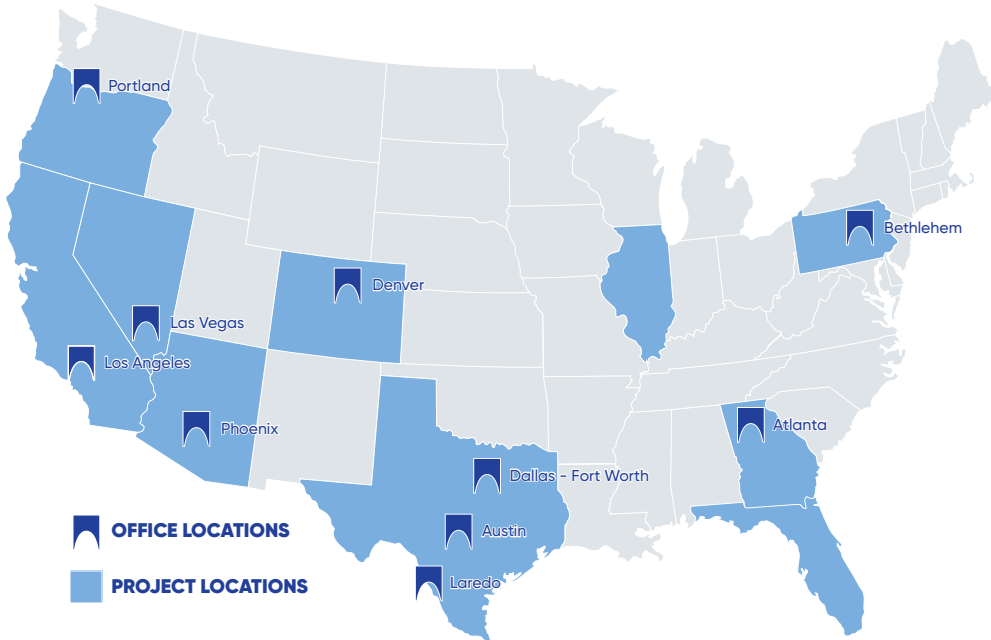 Portland
Bethlehem
Denver
Las Vegas
Los Angeles
Phoenix
Atlanta
Dallas - Fort Worth
Austin
Laredo
OFFICE LOCATIONS
PROJECT LOCATIONS